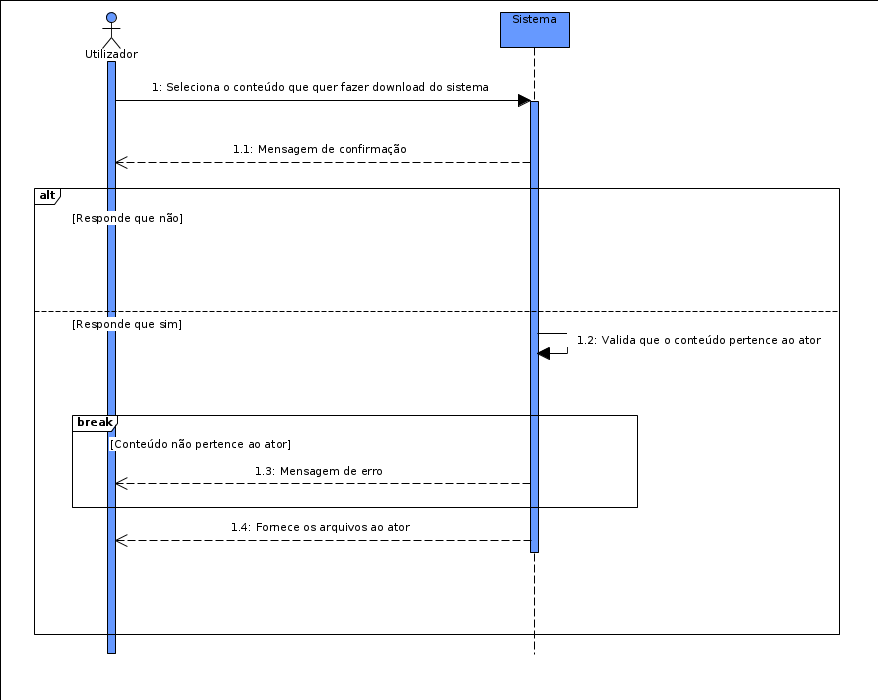 Utilizador
Sistema
1: Seleciona o conteúdo que quer fazer download do sistema
1.1: Mensagem de confirmação
alt
[Responde que não]
[Responde que sim]
1.2: Valida que o conteúdo pertence ao ator
break
[Conteúdo não pertence ao ator]
1.3: Mensagem de erro
1.4: Fornece os arquivos ao ator